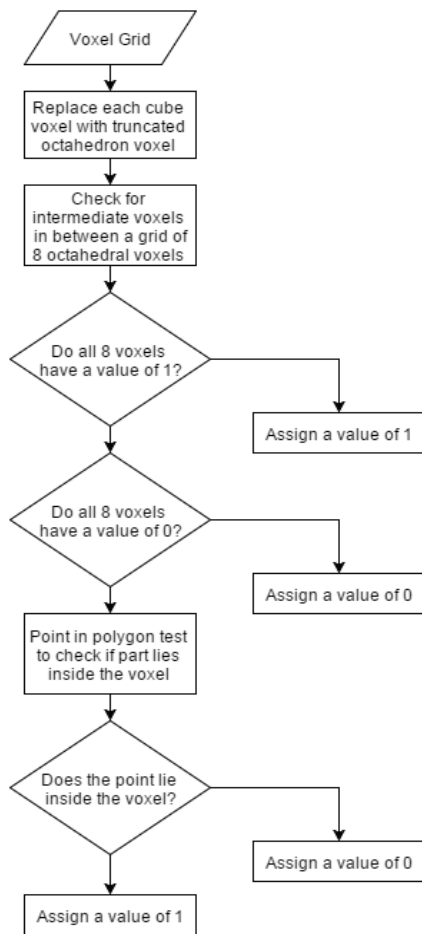 Voxel Grid
Replace each cube
voxel with truncated
octahedron voxel
Check for
intermediate voxels
in between a grid of
8 octahedral voxels
Do all 8 voxels
have a value of 1?
Assign a value of 1
Do all 8 voxels
have a value of 0?
Assign a value of 0
Point in polygon test
to check if part lies
inside the voxel
Does the point lie
inside the voxel?
Assign a value of 0
Assign a value of 1